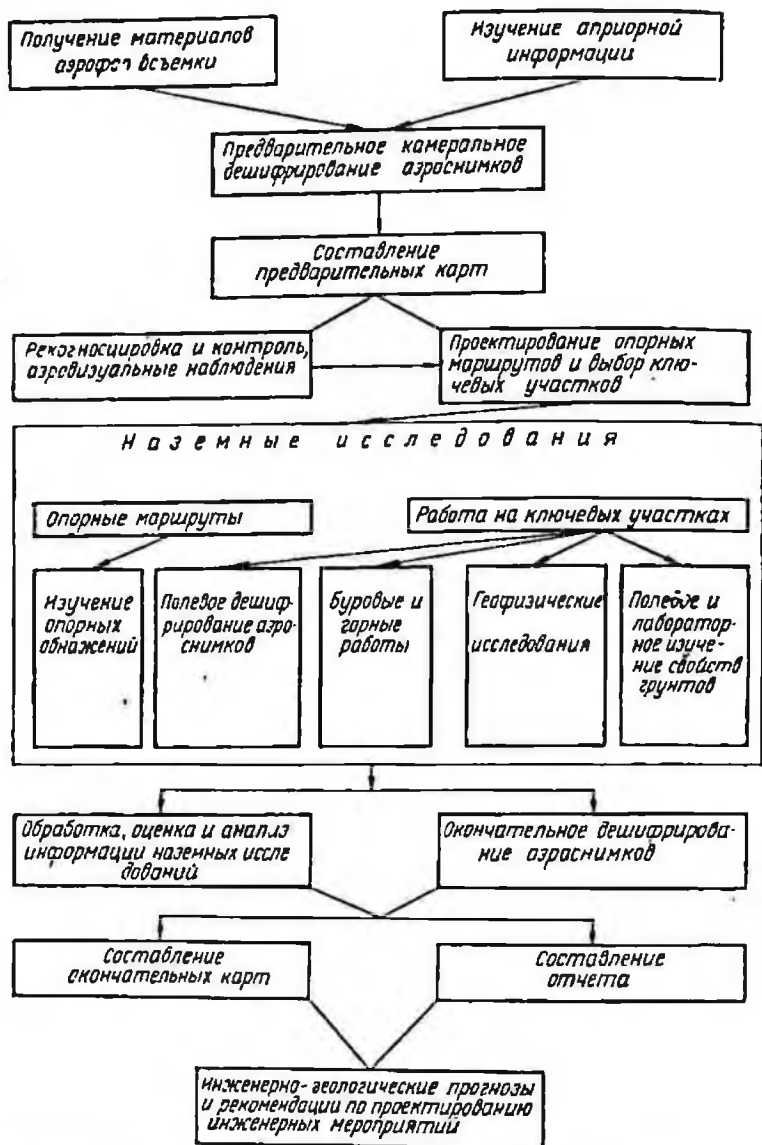 Получение материалов
аэрофотосъемки
Изучение априорной
информации
Предварительное камеральное
дешифрирование аэроснимков
Составление
предварительных карт
Рекогносцировка и контроль,
аэровизуальные наблюдения
Проектирование опорных
маршрутов и выбор клю-
чевых участков
Наземные исследования
Опорные маршруты
Работа на ключевых участках
Изучение
опорных
обнажений
Полевое дешиф-
рирование аэро-
снимков
Буровые и
горные
работы
Геофизические
исследования
Полевое и
лаборатор-
ное изуче-
ние свойств
грунтов
Обработка, оценка и анализ
информации наземных иссле
дований
Окончательное дешифрирова-
ние аэроснимков
Составление
окончательных карт
Составление
отчета
Инженерно-геологические прогнозы
и рекомендации по проектированию
инженерных мероприятий